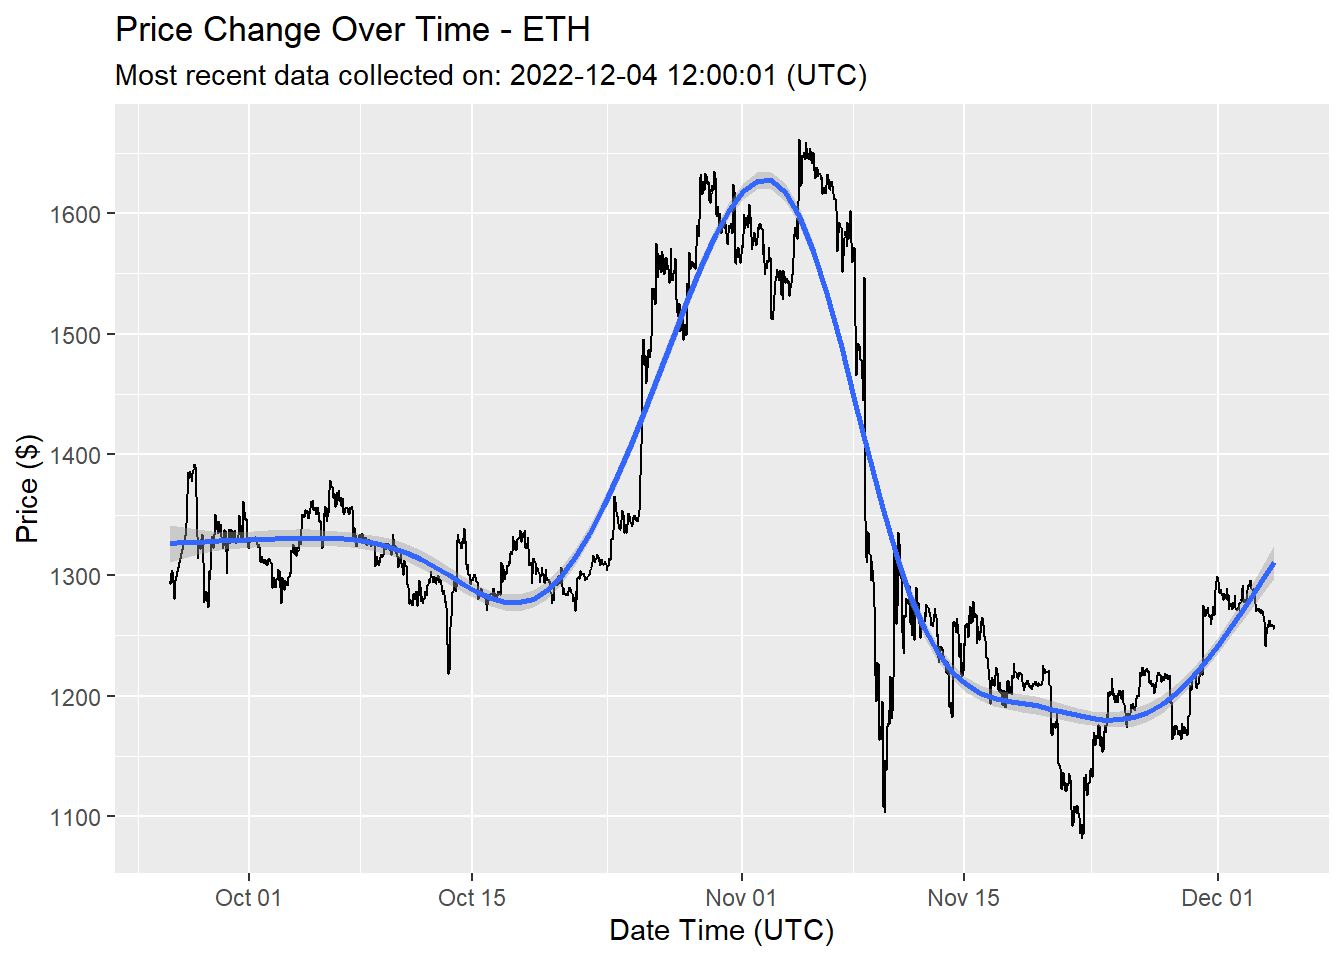 Price Change Over Time - ETH
Most recent data collected on: 2022-12-04 12:00:01 (UTC)
Price ($)
1600
1500
1400
1300
1200
1100
Oct 01
Oct 15
Nov 01
Nov 15
Dec 01
Date Time (UTC)